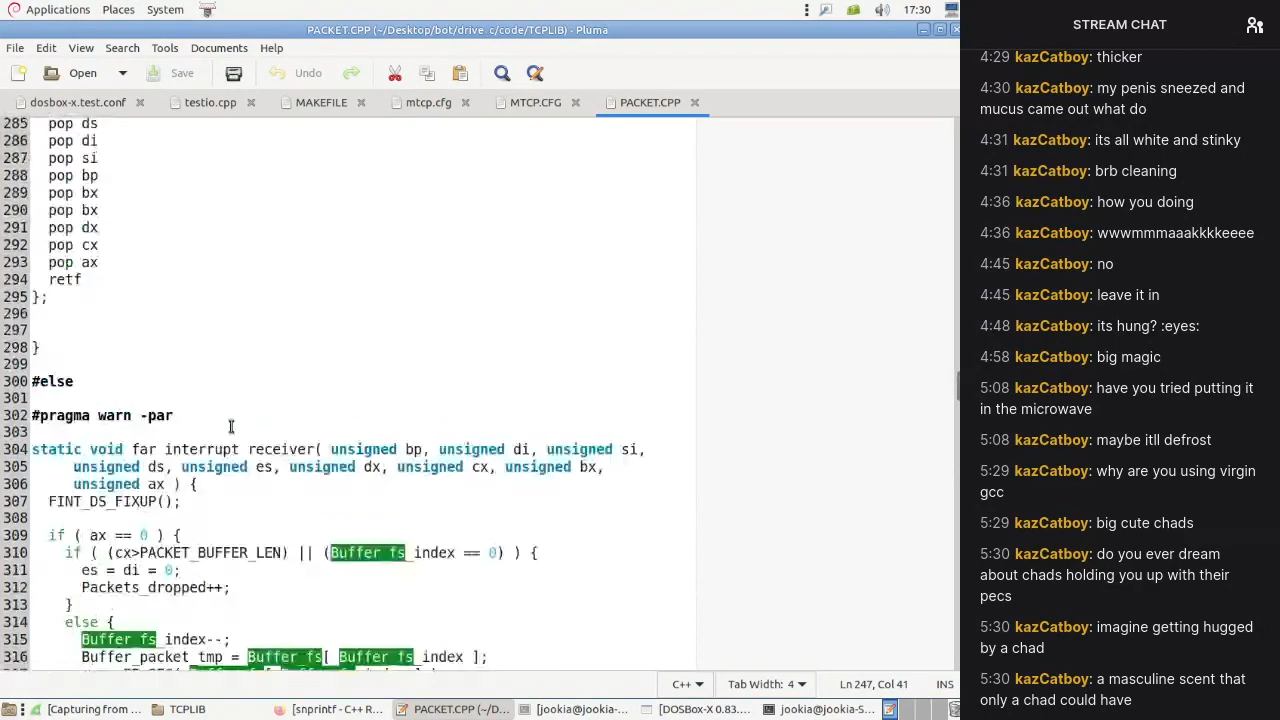 Applications Places System 17:30
PACKET.CPP (~/Desktop/bot/drive_c/code/TCPLIB) - Pluma
File Edit View Search Tools Documents Help
Open Save Undo
dosbox-x.test.conf testio.cpp MAKEFILE mtcp.cfg MTCP.CFG PACKET.CPP
285 pop ds
286 pop di
287 pop si
288 pop bp
289 pop bx
290 pop bx
291 pop dx
292 pop cx
293 pop ax
294 retf
295 };
296
297
298 }
299
300 #else
301
302 #pragma warn -par
303
304 static void far interrupt receiver( unsigned bp, unsigned di, unsigned si,
305 unsigned ds, unsigned es, unsigned dx, unsigned cx, unsigned bx,
306 unsigned ax ) {
307 FINT_DS_FIXUP();
308
309 if ( ax == 0 ) {
310 if ( (cx>PACKET_BUFFER_LEN) || (Buffer_fs_index == 0) ) {
311 es = di = 0;
312 Packets_dropped++;
313 }
314 else {
315 Buffer_fs_index--;
316 Buffer_packet_tmp = Buffer_fs[ Buffer_fs_index ];
C++ Tab Width: 4 Ln 247, Col 41 INS
[Capturing from ... TCPLIB [snprintf - C++ R... PACKET.CPP (~/D... [jookia@jookia-... [DOSBox-X 0.83.... jookia@jookia-S...
STREAM CHAT
4:29 kazCatboy: thicker
4:30 kazCatboy: my penis sneezed and
mucus came out what do
4:31 kazCatboy: its all white and stinky
4:31 kazCatboy: brb cleaning
4:36 kazCatboy: how you doing
4:36 kazCatboy: wwwmmmaaakkkkeeee
4:45 kazCatboy: no
4:45 kazCatboy: leave it in
4:48 kazCatboy: its hung? :eyes:
4:58 kazCatboy: big magic
5:08 kazCatboy: have you tried putting it
in the microwave
5:08 kazCatboy: maybe itll defrost
5:29 kazCatboy: why are you using virgin
gcc
5:29 kazCatboy: big cute chads
5:30 kazCatboy: do you ever dream
about chads holding you up with their
pecs
5:30 kazCatboy: imagine getting hugged
by a chad
5:30 kazCatboy: a masculine scent that
only a chad could have